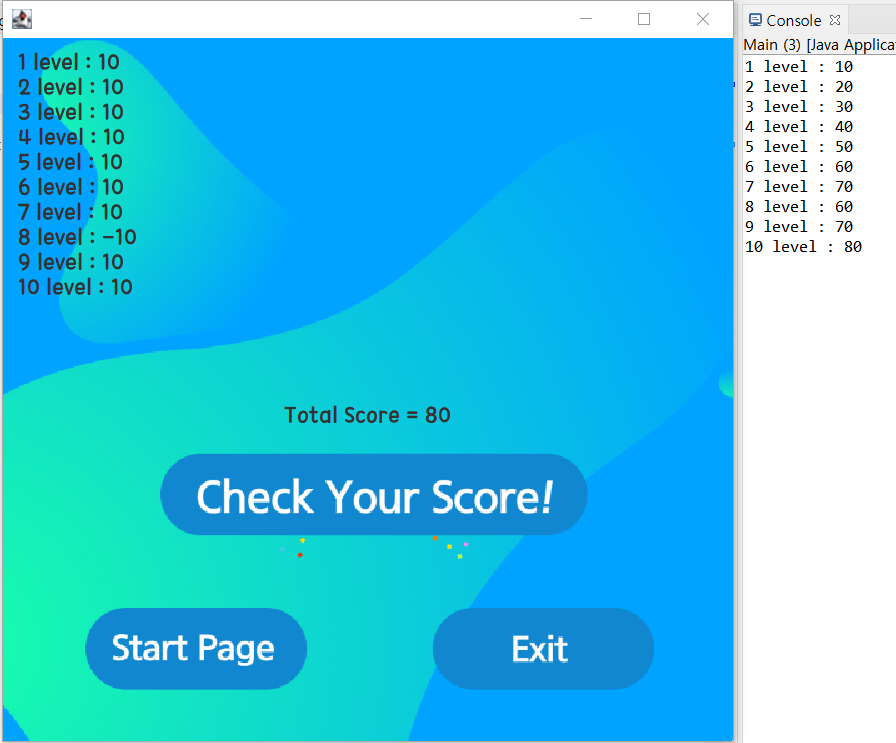 1 level : 10
2 level : 10
3 level : 10
4 level : 10
5 level : 10
6 level : 10
7 level : 10
8 level : -10
9 level : 10
10 level : 10
Total Score = 80
Check Your Score!
Start Page
Exit
Console
Main (3) [Java Applica
1 level : 10
2 level : 20
3 level : 30
4 level : 40
5 level : 50
6 level : 60
7 level : 70
8 level : 60
9 level : 70
10 level : 80